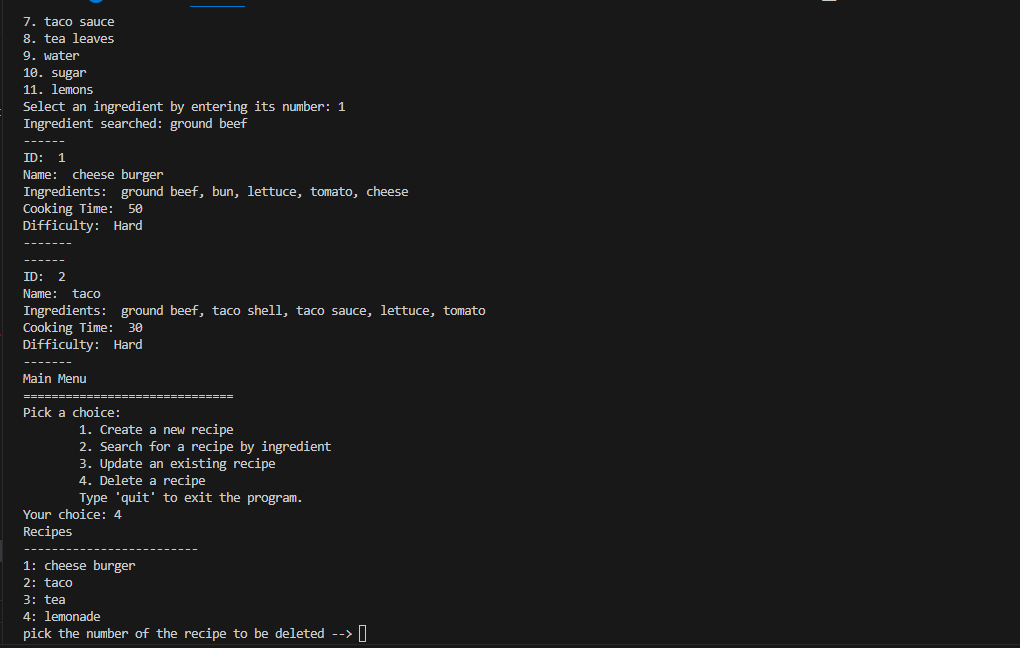 7. taco sauce
8. tea leaves
9. water
10. sugar
11. lemons
Select an ingredient by entering its number: 1
Ingredient searched: ground beef
------
ID:  1
Name:  cheese burger
Ingredients:  ground beef, bun, lettuce, tomato, cheese
Cooking Time:  50
Difficulty:  Hard
-------
------
ID:  2
Name:  taco
Ingredients:  ground beef, taco shell, taco sauce, lettuce, tomato
Cooking Time:  30
Difficulty:  Hard
-------
Main Menu
==============================
Pick a choice:
        1. Create a new recipe
        2. Search for a recipe by ingredient
        3. Update an existing recipe
        4. Delete a recipe
        Type 'quit' to exit the program.
Your choice: 4
Recipes
-------------------------
1: cheese burger
2: taco
3: tea
4: lemonade
pick the number of the recipe to be deleted -->